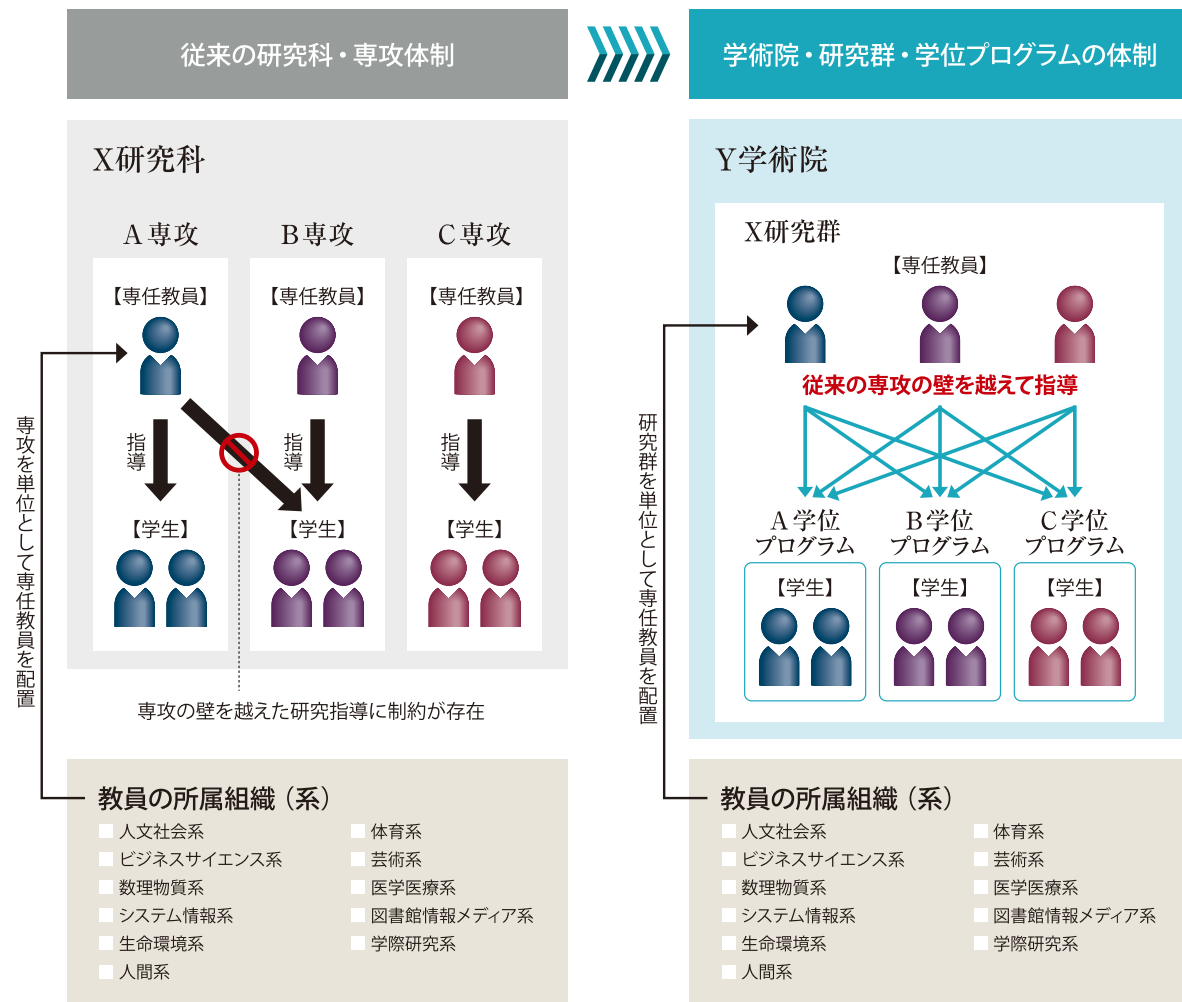 従来の研究科・専攻体制
学術院・研究群・学位プログラムの体制
X研究科
A 専攻
B 専攻
C 専攻
【専任教員】
【専任教員】
【専任教員】
指導
指導
指導
【学生】
【学生】
【学生】
専攻の壁を越えた研究指導に制約が存在
専攻を単位として専任教員を配置
教員の所属組織（系）
人文社会系
ビジネスサイエンス系
数理物質系
システム情報系
生命環境系
人間系
体育系
芸術系
医学医療系
図書館情報メディア系
学際研究系
Y学術院
X研究群
【専任教員】
従来の専攻の壁を越えて指導
A 学位
プログラム
B 学位
プログラム
C 学位
プログラム
【学生】
【学生】
【学生】
研究群を単位として専任教員を配置
教員の所属組織（系）
人文社会系
ビジネスサイエンス系
数理物質系
システム情報系
生命環境系
人間系
体育系
芸術系
医学医療系
図書館情報メディア系
学際研究系